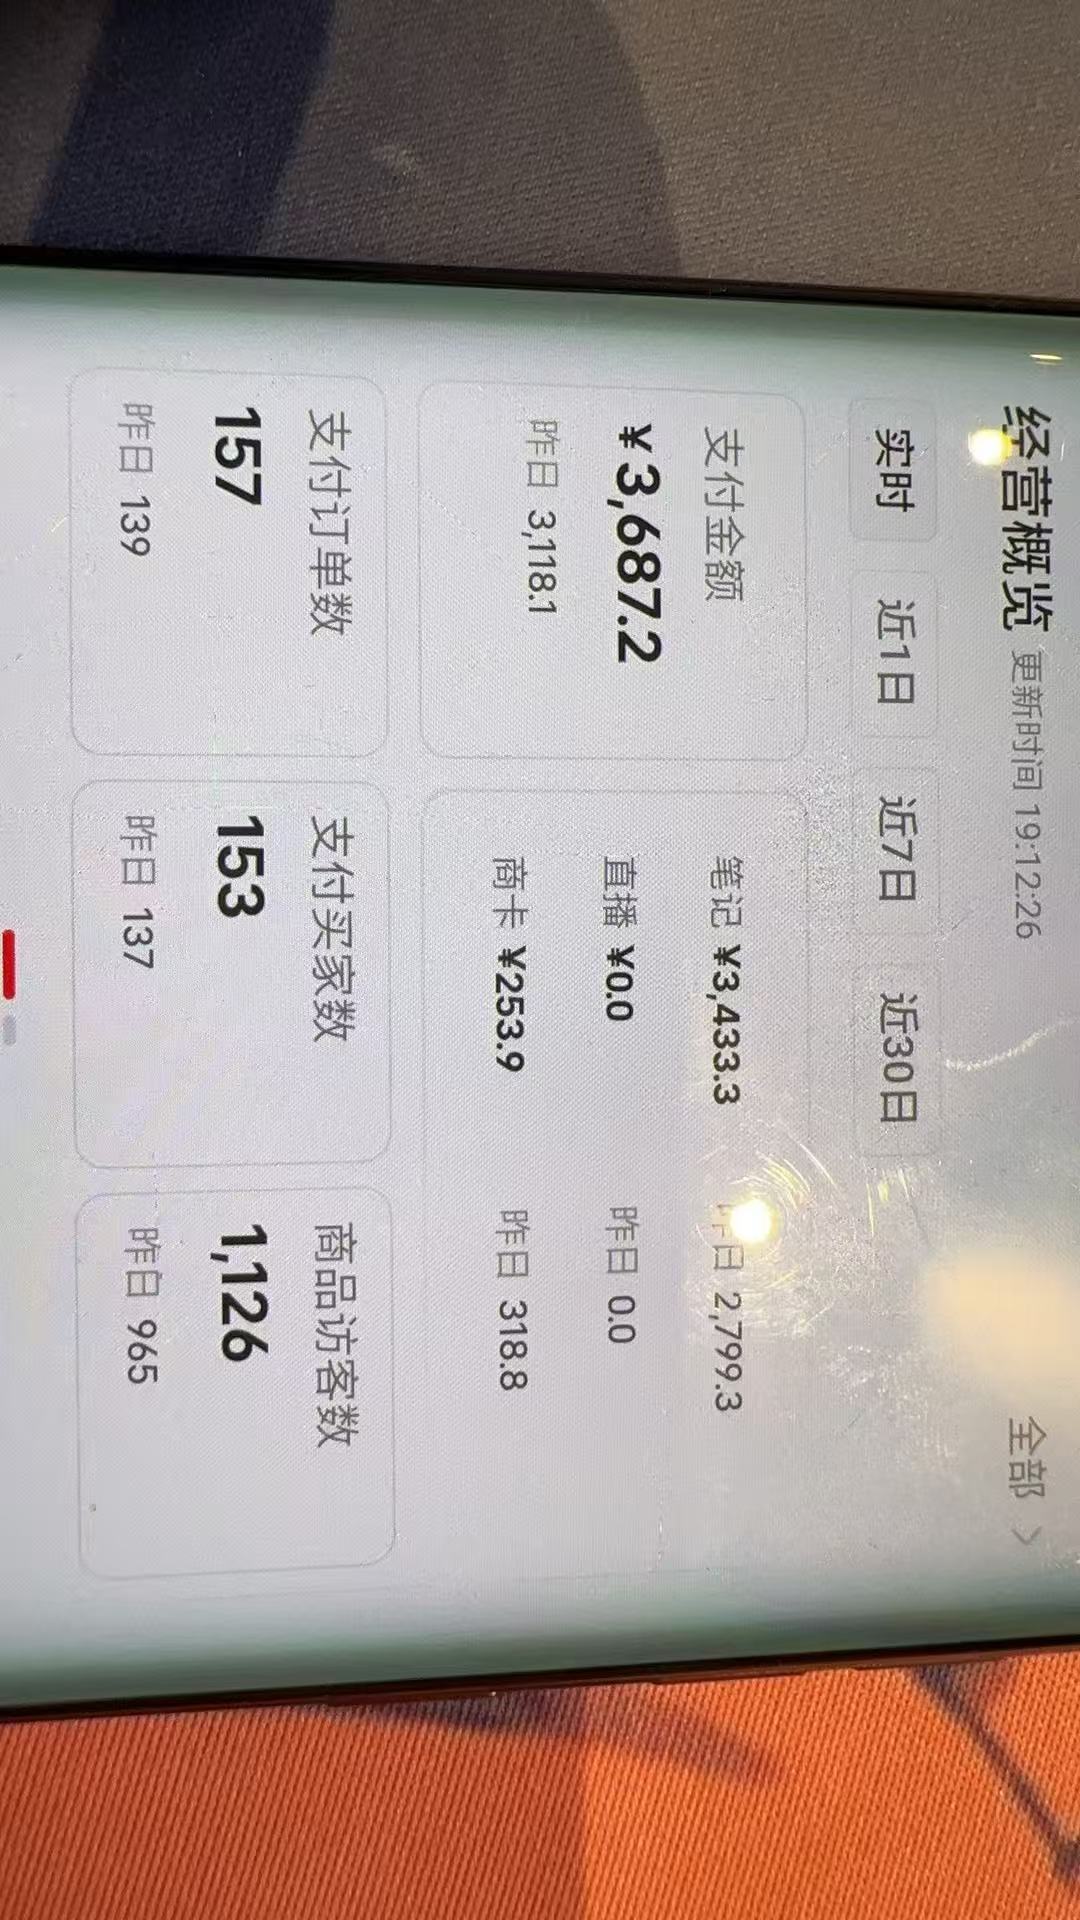 经营概览 更新时间 19:12:26 全部 >
实时 近1日 近7日 近30日
支付金额
¥3,687.2
昨日 3,118.1
笔记 ¥3,433.3 昨日 2,799.3
直播 ¥0.0 昨日 0.0
商卡 ¥253.9 昨日 318.8
支付订单数
157
昨日 139
支付买家数
153
昨日 137
商品访客数
1,126
昨日 965